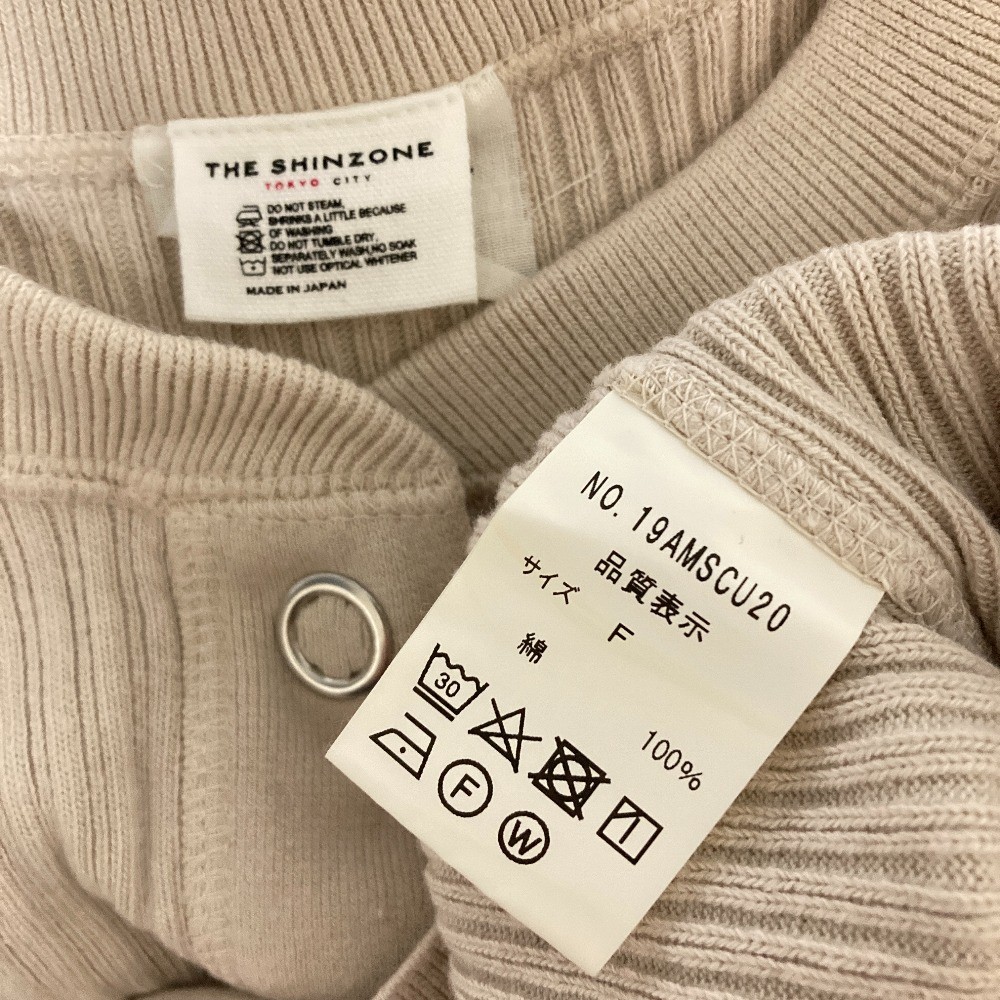 THE SHINZONE
TOKYO CITY
DO NOT STEAM,
SHRINKS A LITTLE BECAUSE
OF WASHING
DO NOT TUMBLE DRY,
SEPARATELY WASH,NO SOAK
NOT USE OPTICAL WHITENER
MADE IN JAPAN
NO. 19AMSCU20
品質表示
サイズ F
綿 100%
30
F
W